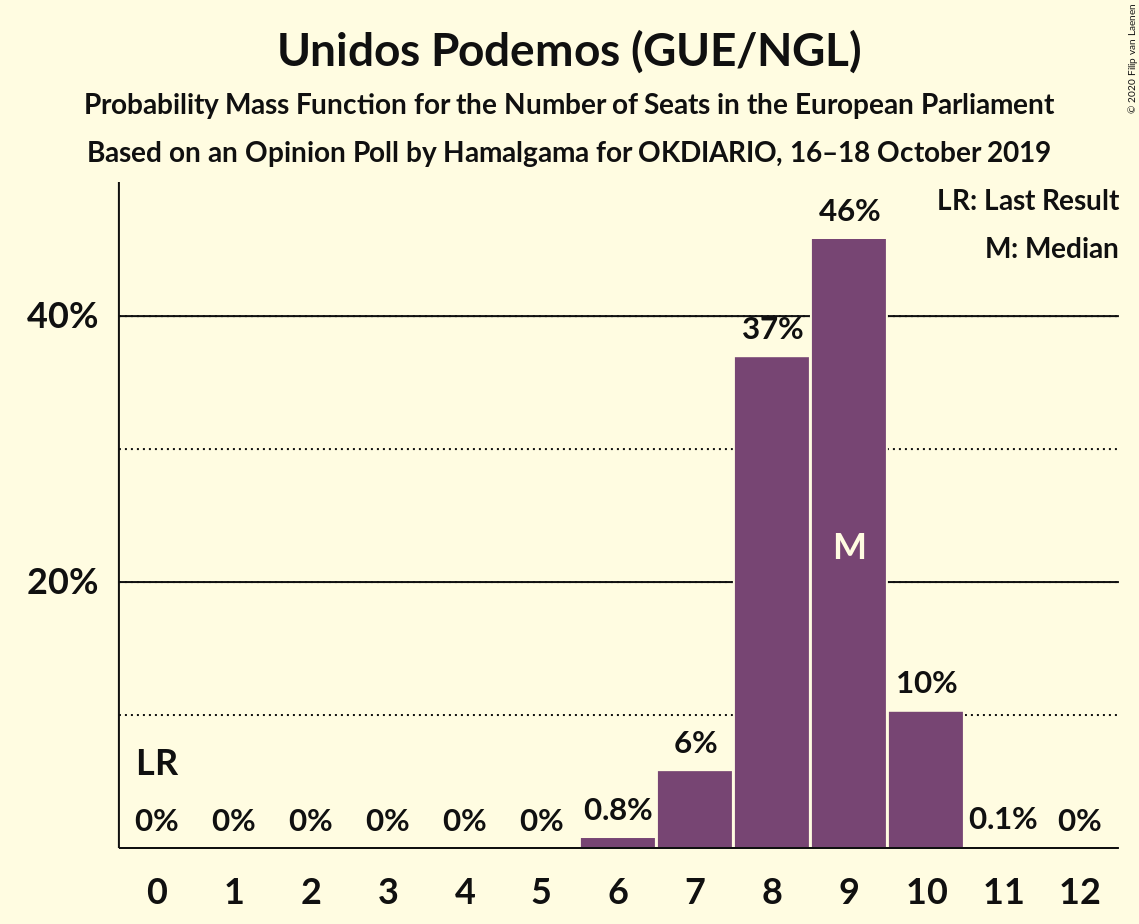 Unidos Podemos (GUE/NGL)
Probability Mass Function for the Number of Seats in the European Parliament
Based on an Opinion Poll by Hamalgama for OKDIARIO, 16–18 October 2019
© 2020 Filip van Laenen
LR: Last Result
M: Median
46%
40%
37%
M
20%
10%
6%
LR
0% 0% 0% 0% 0% 0% 0.8% 0.1% 0%
0 1 2 3 4 5 6 7 8 9 10 11 12